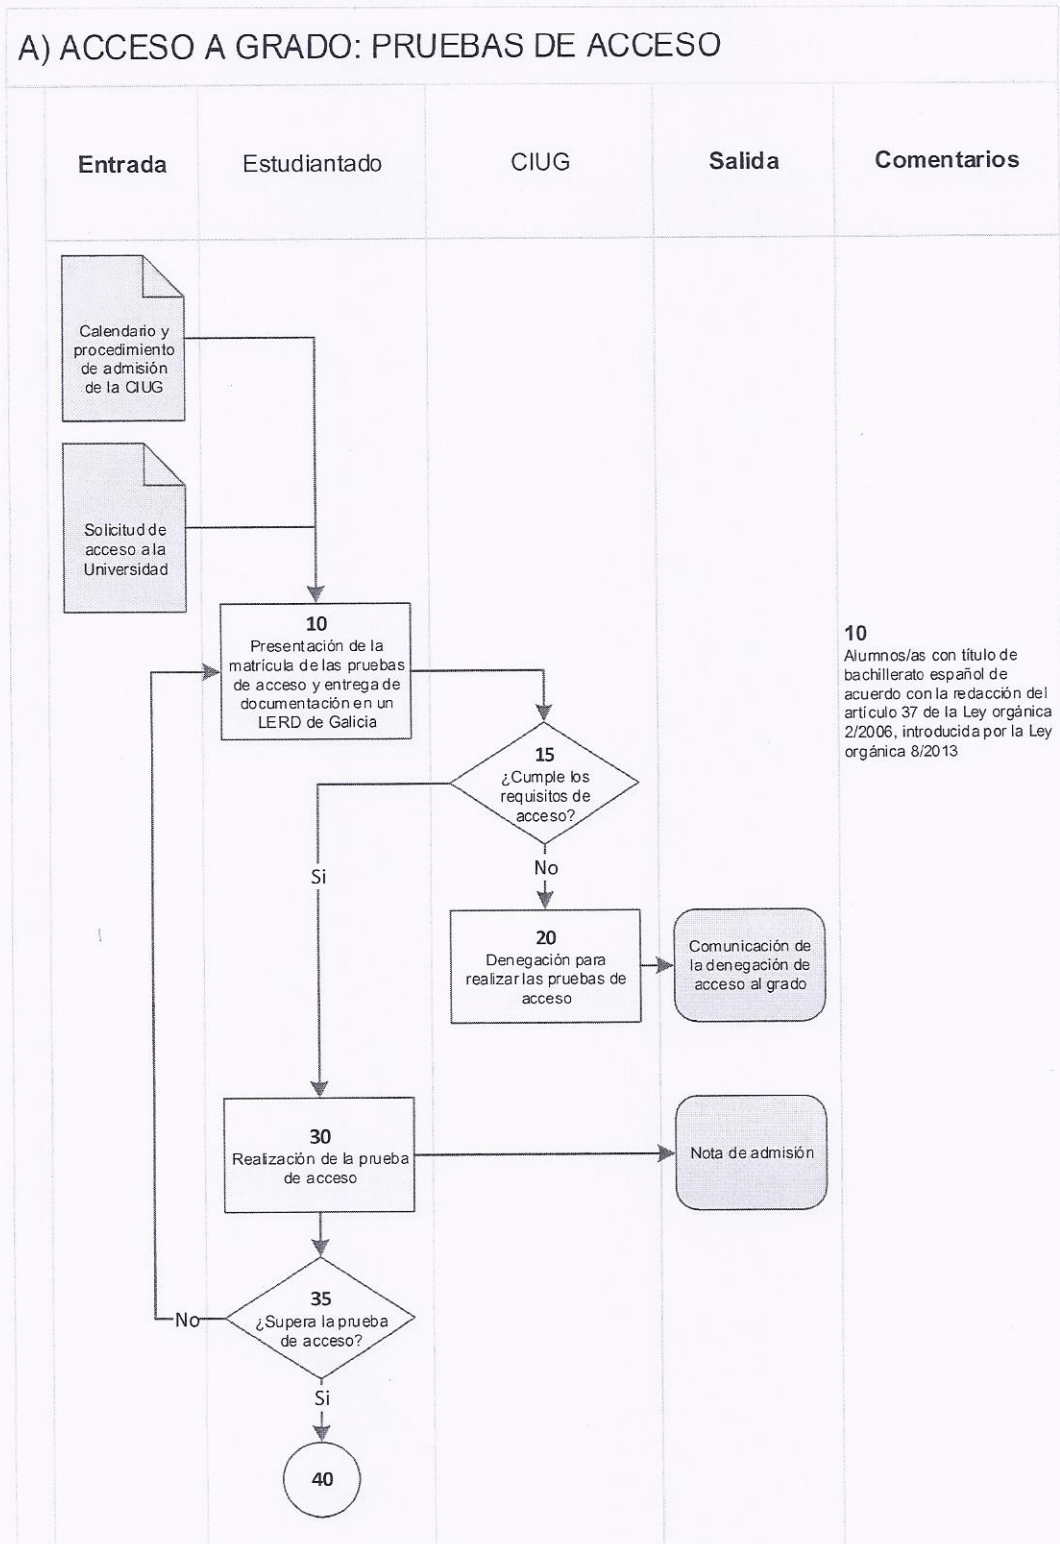 A) ACCESO A GRADO: PRUEBAS DE ACCESO
Entrada
Estudiantado
CIUG
Salida
Comentarios
Calendario y
procedimiento
de admisión
de la CIUG
Solicitud de
acceso a la
Universidad
10
Presentación de la
matrícula de las pruebas
de acceso y entrega de
documentación en un
LERD de Galicia
10
Alumnos/as con título de
bachillerato español de
acuerdo con la redacción del
artículo 37 de la Ley orgánica
2/2006, introducida por la Ley
orgánica 8/2013
15
¿Cumple los
requisitos de
acceso?
Si
No
20
Denegación para
realizar las pruebas de
acceso
Comunicación de
la denegación de
acceso al grado
30
Realización de la prueba
de acceso
Nota de admisión
35
¿Supera la prueba
de acceso?
No
Si
40